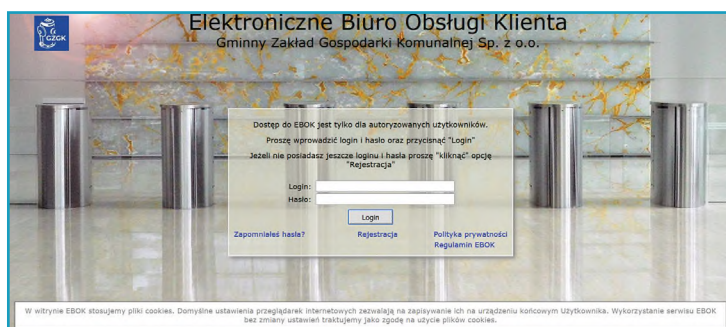 GZGK
Elektroniczne Biuro Obsługi Klienta
Gminny Zakład Gospodarki Komunalnej Sp. z o.o.
Dostęp do EBOK jest tylko dla autoryzowanych użytkowników.
Proszę wprowadzić login i hasło oraz przycisnąć "Login"
Jeżeli nie posiadasz jeszcze loginu i hasła proszę "kliknąć" opcję
"Rejestracja"
Login:
Hasło:
Login
Zapomniałeś hasła? Rejestracja Polityka prywatności
Regulamin EBOK
W witrynie EBOK stosujemy pliki cookies. Domyślne ustawienia przeglądarek internetowych zezwalają na zapisywanie ich na urządzeniu końcowym Użytkownika. Wykorzystanie serwisu EBOK
bez zmiany ustawień traktujemy jako zgodę na użycie plików cookies.